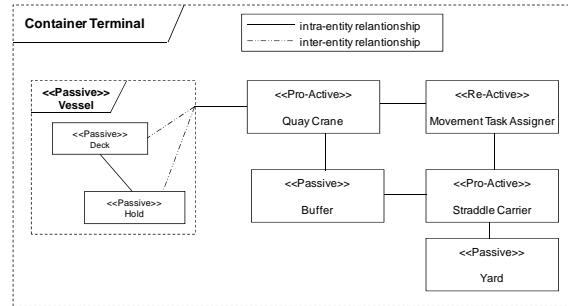 Container Terminal
intra-entity relantionship
inter-entity relantionship
<<Passive>>
Vessel
<<Passive>>
Deck
<<Passive>>
Hold
<<Pro-Active>>
Quay Crane
<<Re-Active>>
Movement Task Assigner
<<Passive>>
Buffer
<<Pro-Active>>
Straddle Carrier
<<Passive>>
Yard